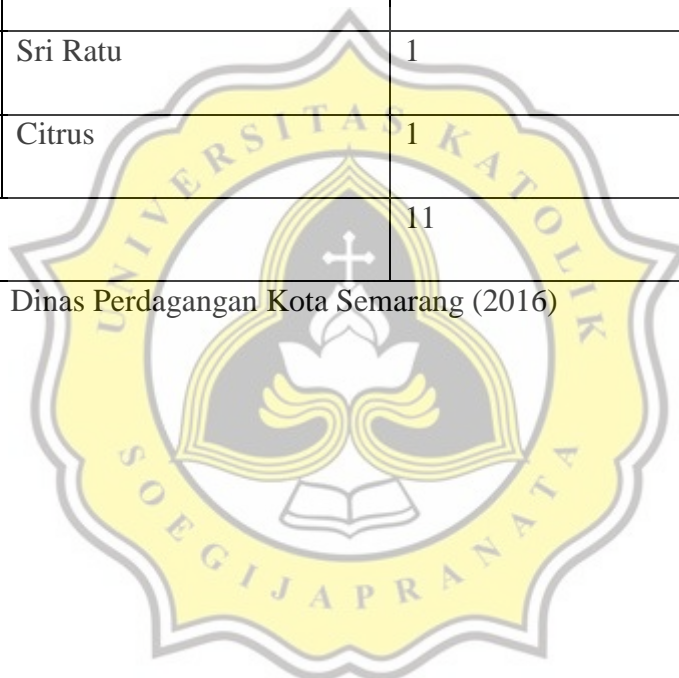 Sri Ratu 1
Citrus 1
11
Dinas Perdagangan Kota Semarang (2016)
UNIVERSITAS KATOLIK
SOEGIJAPRANATA